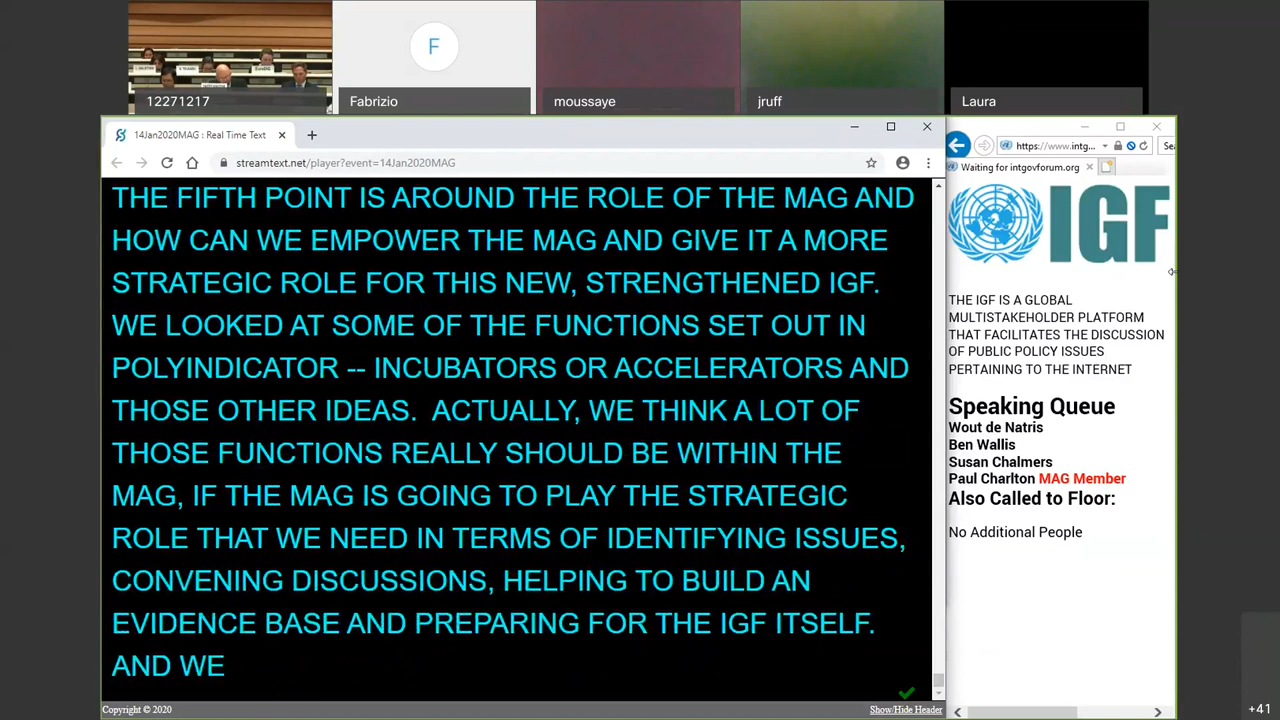 F
12271217
Fabrizio
moussaye
jruff
Laura
14Jan2020MAG : Real Time Text
streamtext.net/player?event=14Jan2020MAG
THE FIFTH POINT IS AROUND THE ROLE OF THE MAG AND
HOW CAN WE EMPOWER THE MAG AND GIVE IT A MORE
STRATEGIC ROLE FOR THIS NEW, STRENGTHENED IGF.
WE LOOKED AT SOME OF THE FUNCTIONS SET OUT IN
POLYINDICATOR -- INCUBATORS OR ACCELERATORS AND
THOSE OTHER IDEAS.  ACTUALLY, WE THINK A LOT OF
THOSE FUNCTIONS REALLY SHOULD BE WITHIN THE
MAG, IF THE MAG IS GOING TO PLAY THE STRATEGIC
ROLE THAT WE NEED IN TERMS OF IDENTIFYING ISSUES,
CONVENING DISCUSSIONS, HELPING TO BUILD AN
EVIDENCE BASE AND PREPARING FOR THE IGF ITSELF.
AND WE
Copyright © 2020
Show/Hide Header
https://www.intg...
Sea
Waiting for intgovforum.org
IGF
THE IGF IS A GLOBAL
MULTISTAKEHOLDER PLATFORM
THAT FACILITATES THE DISCUSSION
OF PUBLIC POLICY ISSUES
PERTAINING TO THE INTERNET
Speaking Queue
Wout de Natris
Ben Wallis
Susan Chalmers
Paul Charlton MAG Member
Also Called to Floor:
No Additional People
+41